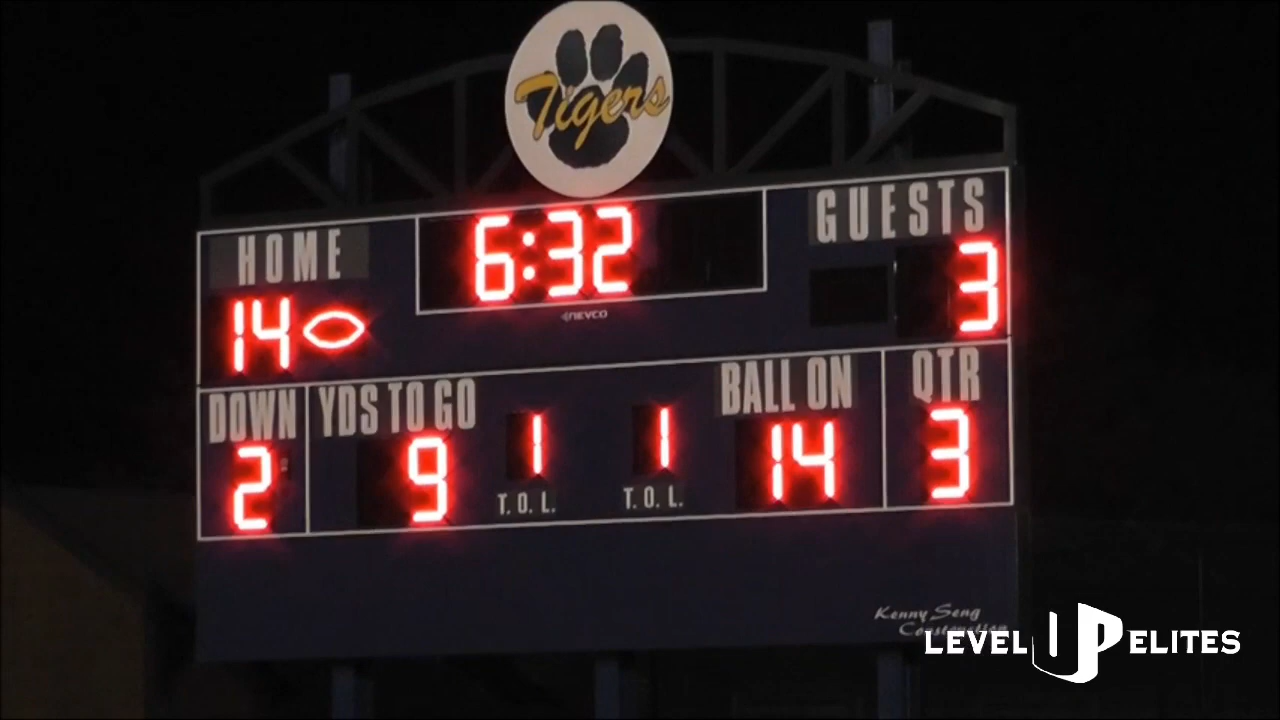 Tigers
HOME
6:32
GUESTS
14
3
NEVCO
DOWN
YDS TO GO
BALL ON
QTR
2
9
1
1
14
3
T. O. L.
T. O. L.
Kenny Seng
Construction
LEVEL UP ELITES